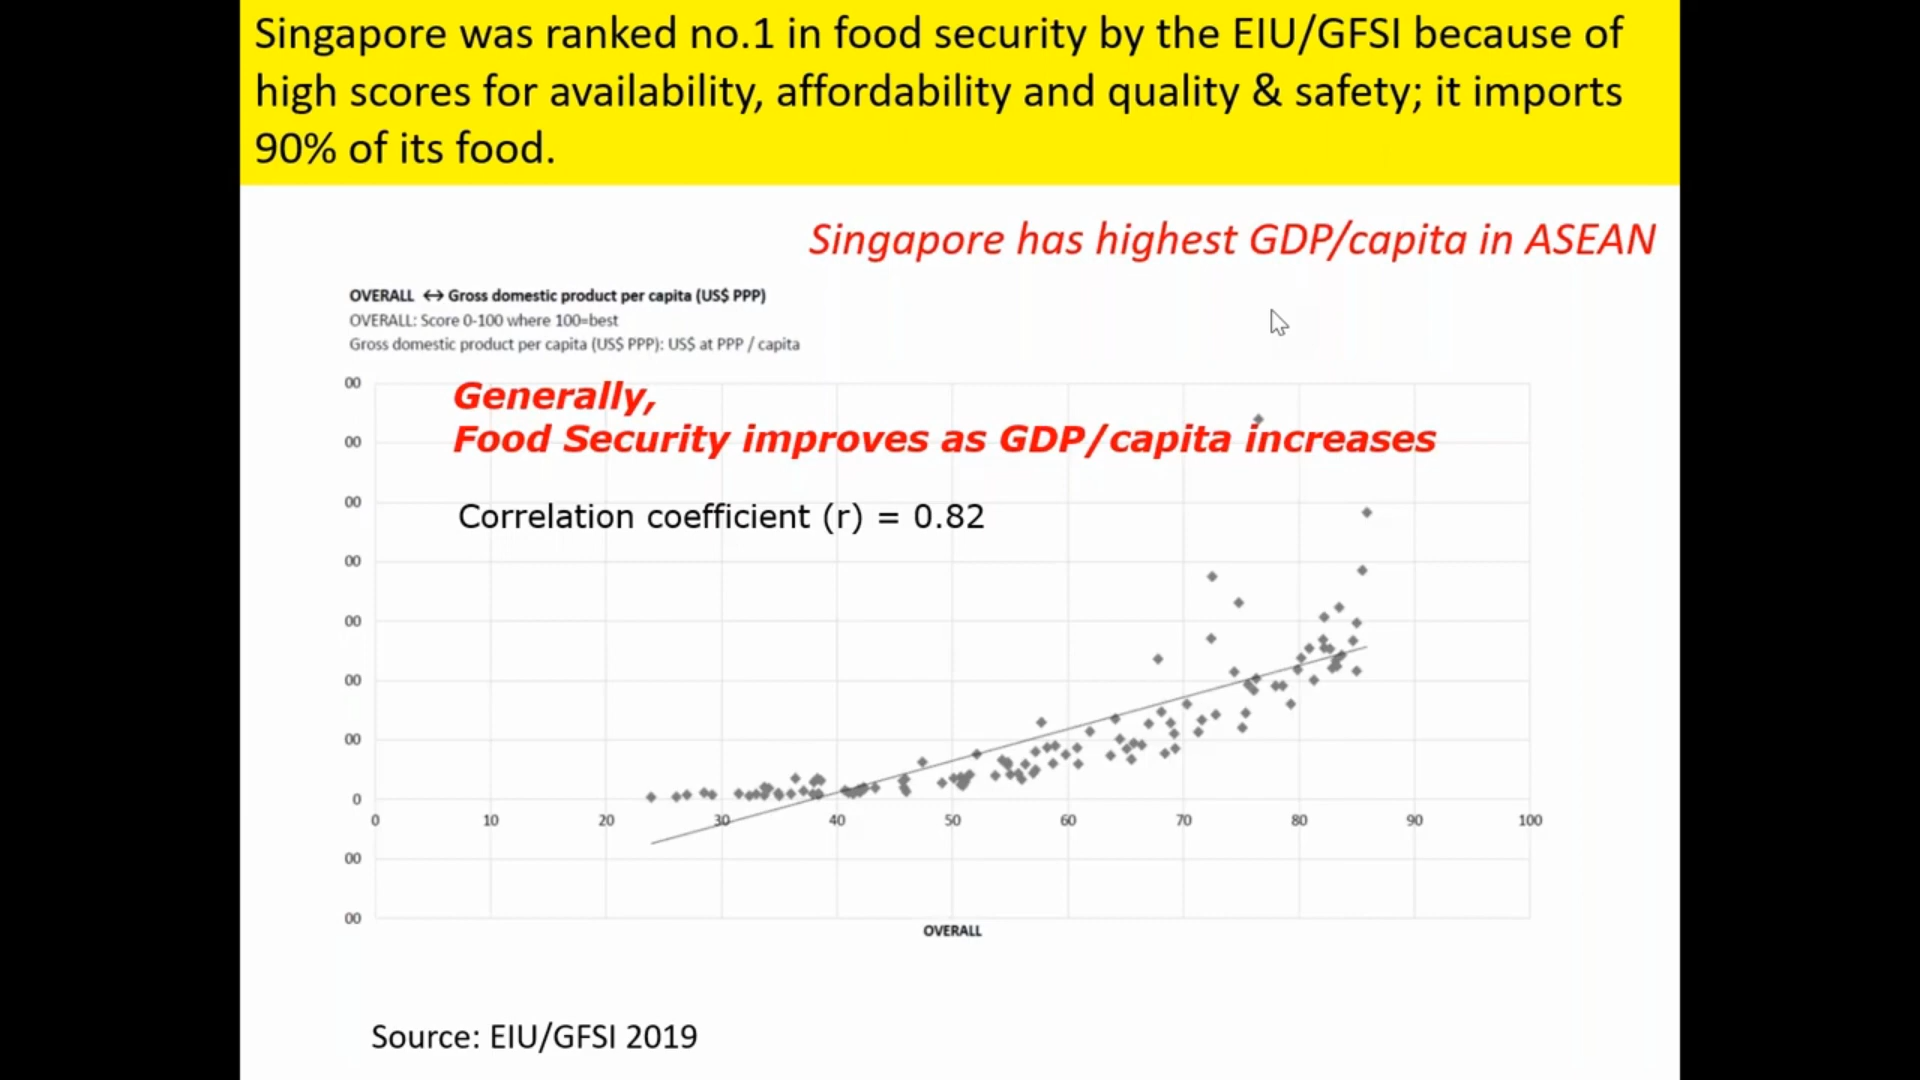 Singapore was ranked no.1 in food security by the EIU/GFSI because of
high scores for availability, affordability and quality & safety; it imports
90% of its food.
Singapore has highest GDP/capita in ASEAN
OVERALL ↔ Gross domestic product per capita (US$ PPP)
OVERALL: Score 0-100 where 100=best
Gross domestic product per capita (US$ PPP): US$ at PPP / capita
00
Generally,
00
Food Security improves as GDP/capita increases
00
Correlation coefficient (r) = 0.82
00
00
00
00
0
0 10 20 30 40 50 60 70 80 90 100
00
00
OVERALL
Source: EIU/GFSI 2019